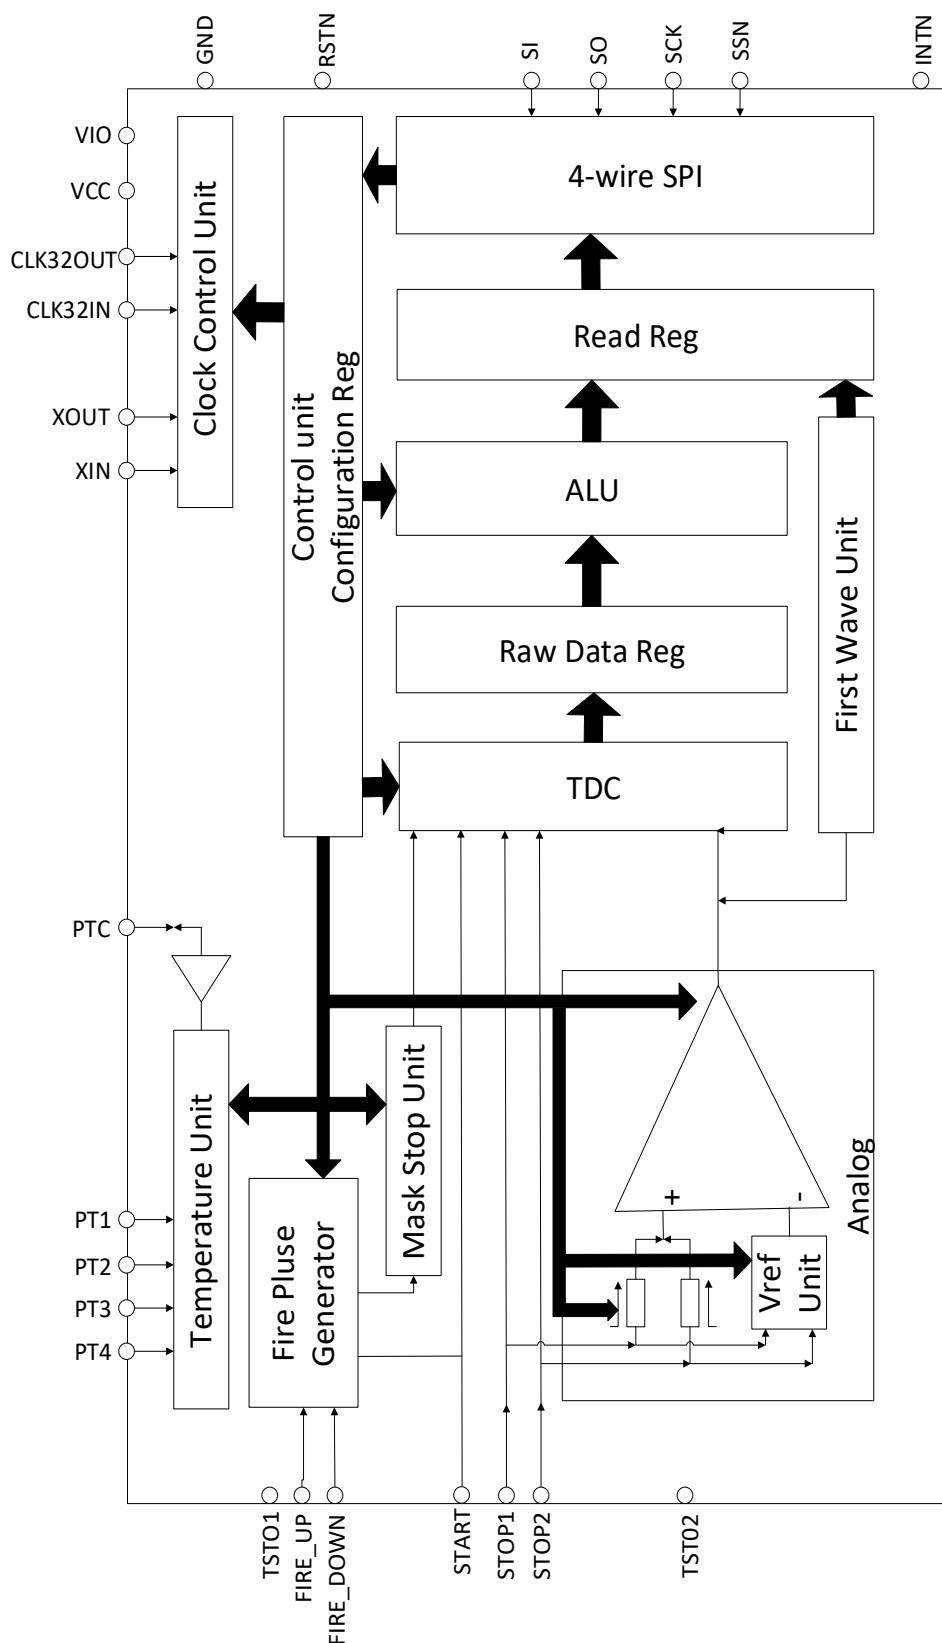 GND
RSTN
SI
SO
SCK
SSN
INTN
VIO
VCC
CLK32OUT
CLK32IN
XOUT
XIN
Clock Control Unit
Control unit
Configuration Reg
4-wire SPI
Read Reg
ALU
Raw Data Reg
TDC
First Wave Unit
PTC
Temperature Unit
PT1
PT2
PT3
PT4
Mask Stop Unit
Fire Pluse
Generator
+
-
Analog
Vref
Unit
TSTO1
FIRE_UP
FIRE_DOWN
START
STOP1
STOP2
TST02